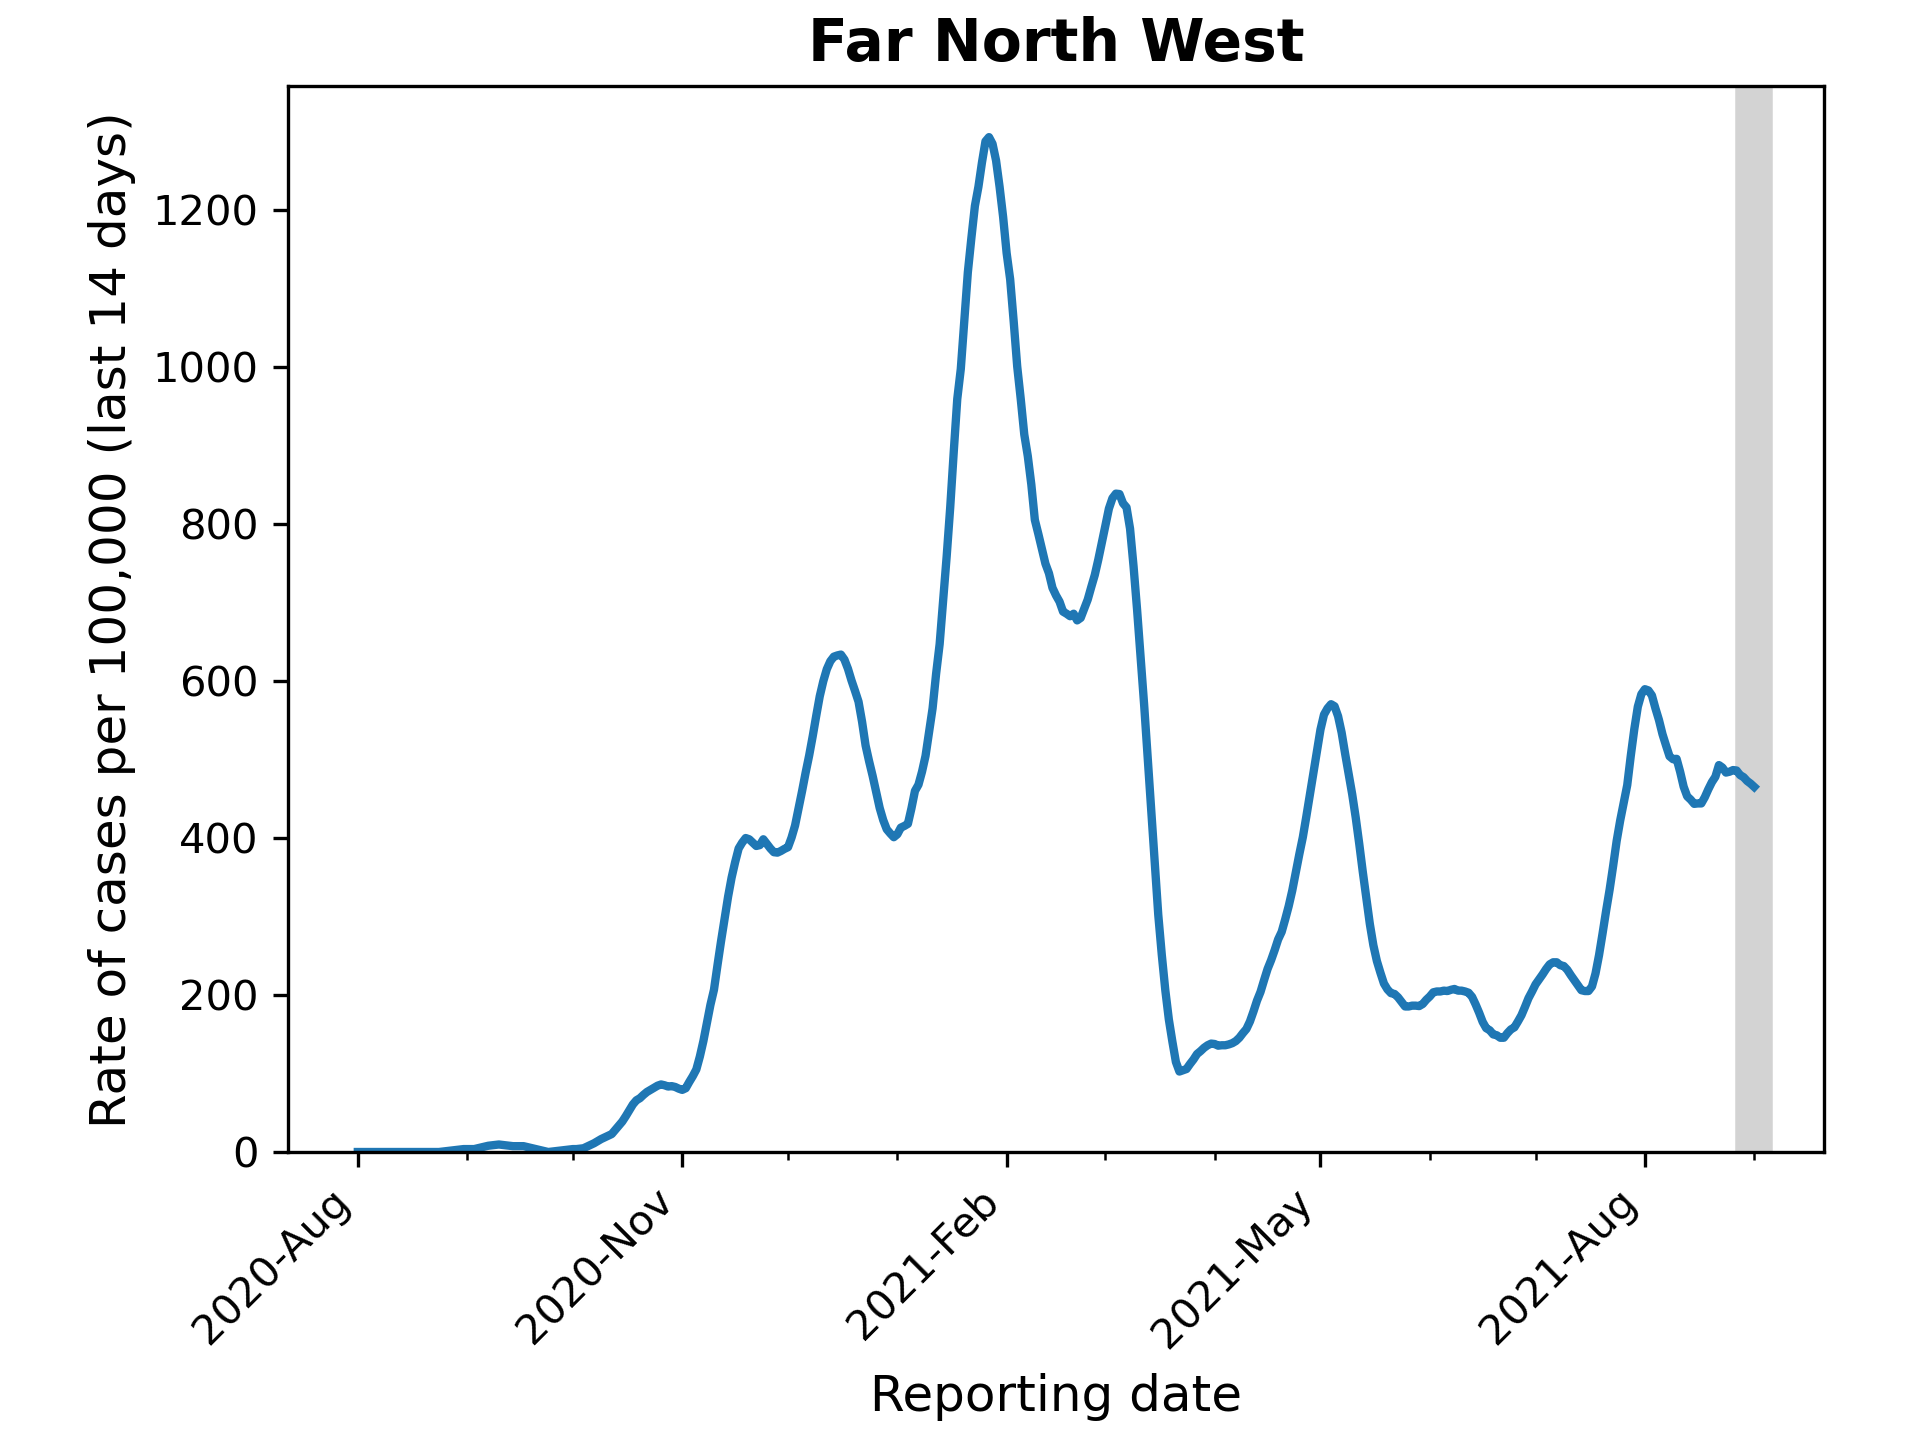 Far North West
Rate of cases per 100,000 (last 14 days)
1200
1000
800
600
400
200
0
2020-Aug
2020-Nov
2021-Feb
2021-May
2021-Aug
Reporting date